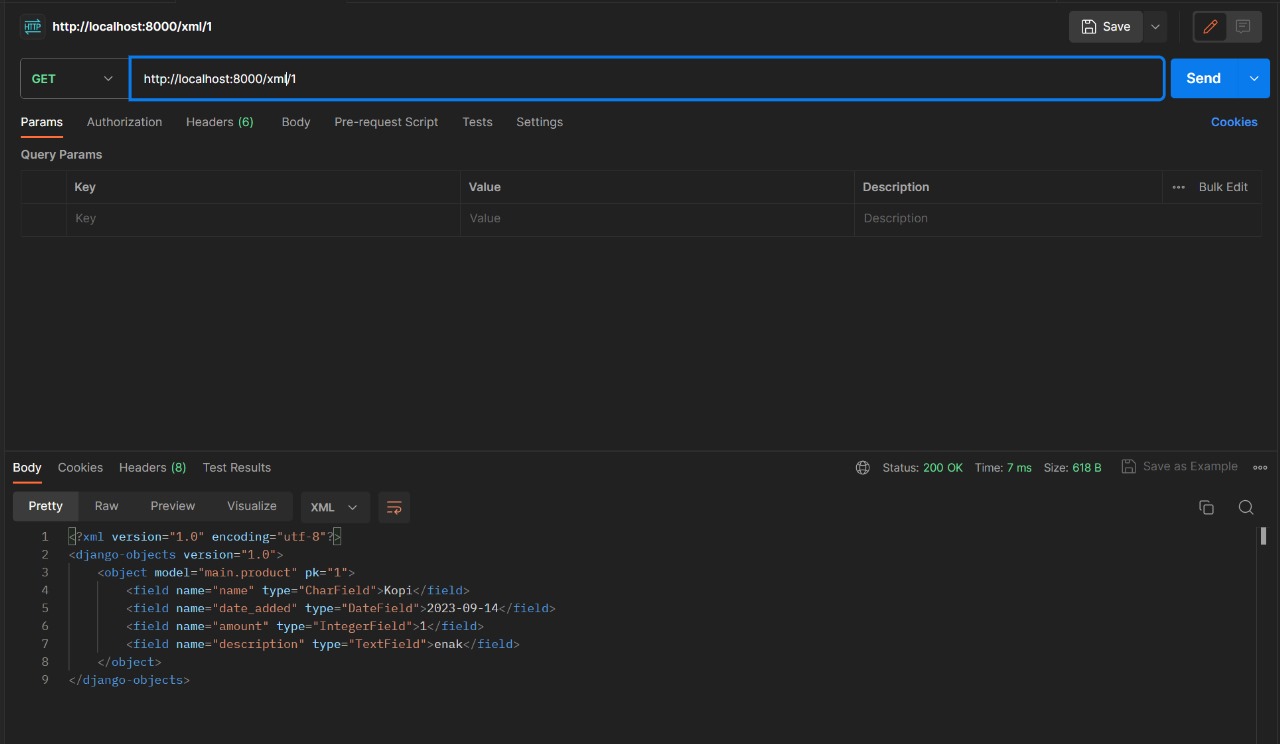 HTTP http://localhost:8000/xml/1 Save
GET http://localhost:8000/xml/1 Send
Params Authorization Headers (6) Body Pre-request Script Tests Settings Cookies
Query Params
Key Value Description ••• Bulk Edit
Key Value Description
Body Cookies Headers (8) Test Results Status: 200 OK Time: 7 ms Size: 618 B Save as Example
Pretty Raw Preview Visualize XML
1 <?xml version="1.0" encoding="utf-8"?>
2 <django-objects version="1.0">
3 <object model="main.product" pk="1">
4 <field name="name" type="CharField">Kopi</field>
5 <field name="date_added" type="DateField">2023-09-14</field>
6 <field name="amount" type="IntegerField">1</field>
7 <field name="description" type="TextField">enak</field>
8 </object>
9 </django-objects>